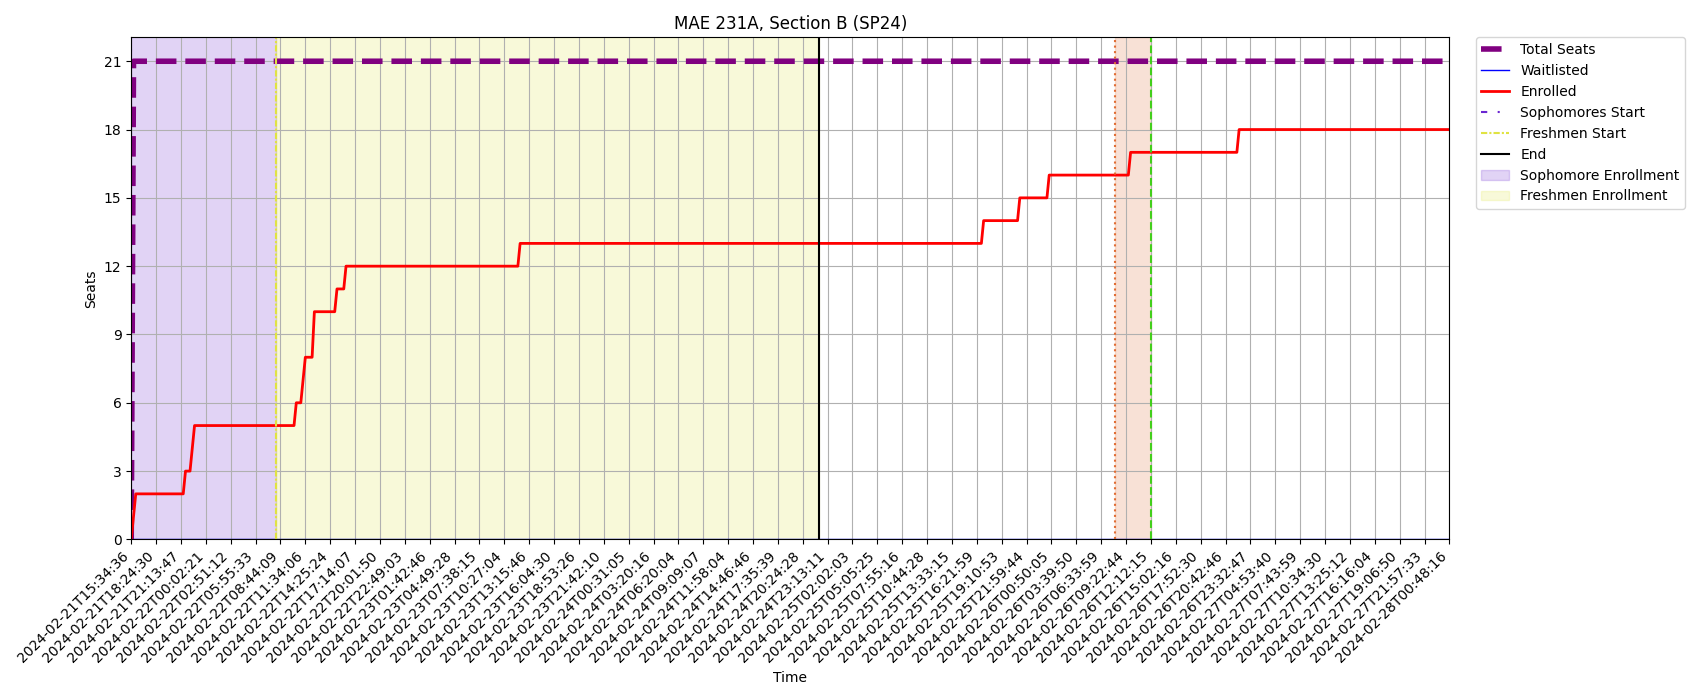 MAE 231A, Section B (SP24)
Seats
21
18
15
12
9
6
3
0
2024-02-21T15:34:36
2024-02-21T18:24:30
2024-02-21T21:13:47
2024-02-22T00:02:21
2024-02-22T02:51:12
2024-02-22T05:55:33
2024-02-22T08:44:09
2024-02-22T11:34:06
2024-02-22T14:25:24
2024-02-22T17:14:07
2024-02-22T20:01:50
2024-02-22T22:49:03
2024-02-23T01:42:46
2024-02-23T04:49:28
2024-02-23T07:38:15
2024-02-23T10:27:04
2024-02-23T13:15:46
2024-02-23T16:04:30
2024-02-23T18:53:26
2024-02-23T21:42:10
2024-02-24T00:31:05
2024-02-24T03:20:16
2024-02-24T06:20:04
2024-02-24T09:09:07
2024-02-24T11:58:04
2024-02-24T14:46:46
2024-02-24T17:35:39
2024-02-24T20:24:28
2024-02-24T23:13:11
2024-02-25T02:02:03
2024-02-25T05:05:25
2024-02-25T07:55:16
2024-02-25T10:44:28
2024-02-25T13:33:15
2024-02-25T16:21:59
2024-02-25T19:10:53
2024-02-25T21:59:44
2024-02-26T00:50:05
2024-02-26T03:39:50
2024-02-26T06:33:59
2024-02-26T09:22:44
2024-02-26T12:12:15
2024-02-26T15:02:16
2024-02-26T17:52:30
2024-02-26T20:42:46
2024-02-26T23:32:47
2024-02-27T04:53:40
2024-02-27T07:43:59
2024-02-27T10:34:30
2024-02-27T13:25:12
2024-02-27T16:16:04
2024-02-27T19:06:50
2024-02-27T21:57:33
2024-02-28T00:48:16
Time
Total Seats
Waitlisted
Enrolled
Sophomores Start
Freshmen Start
End
Sophomore Enrollment
Freshmen Enrollment